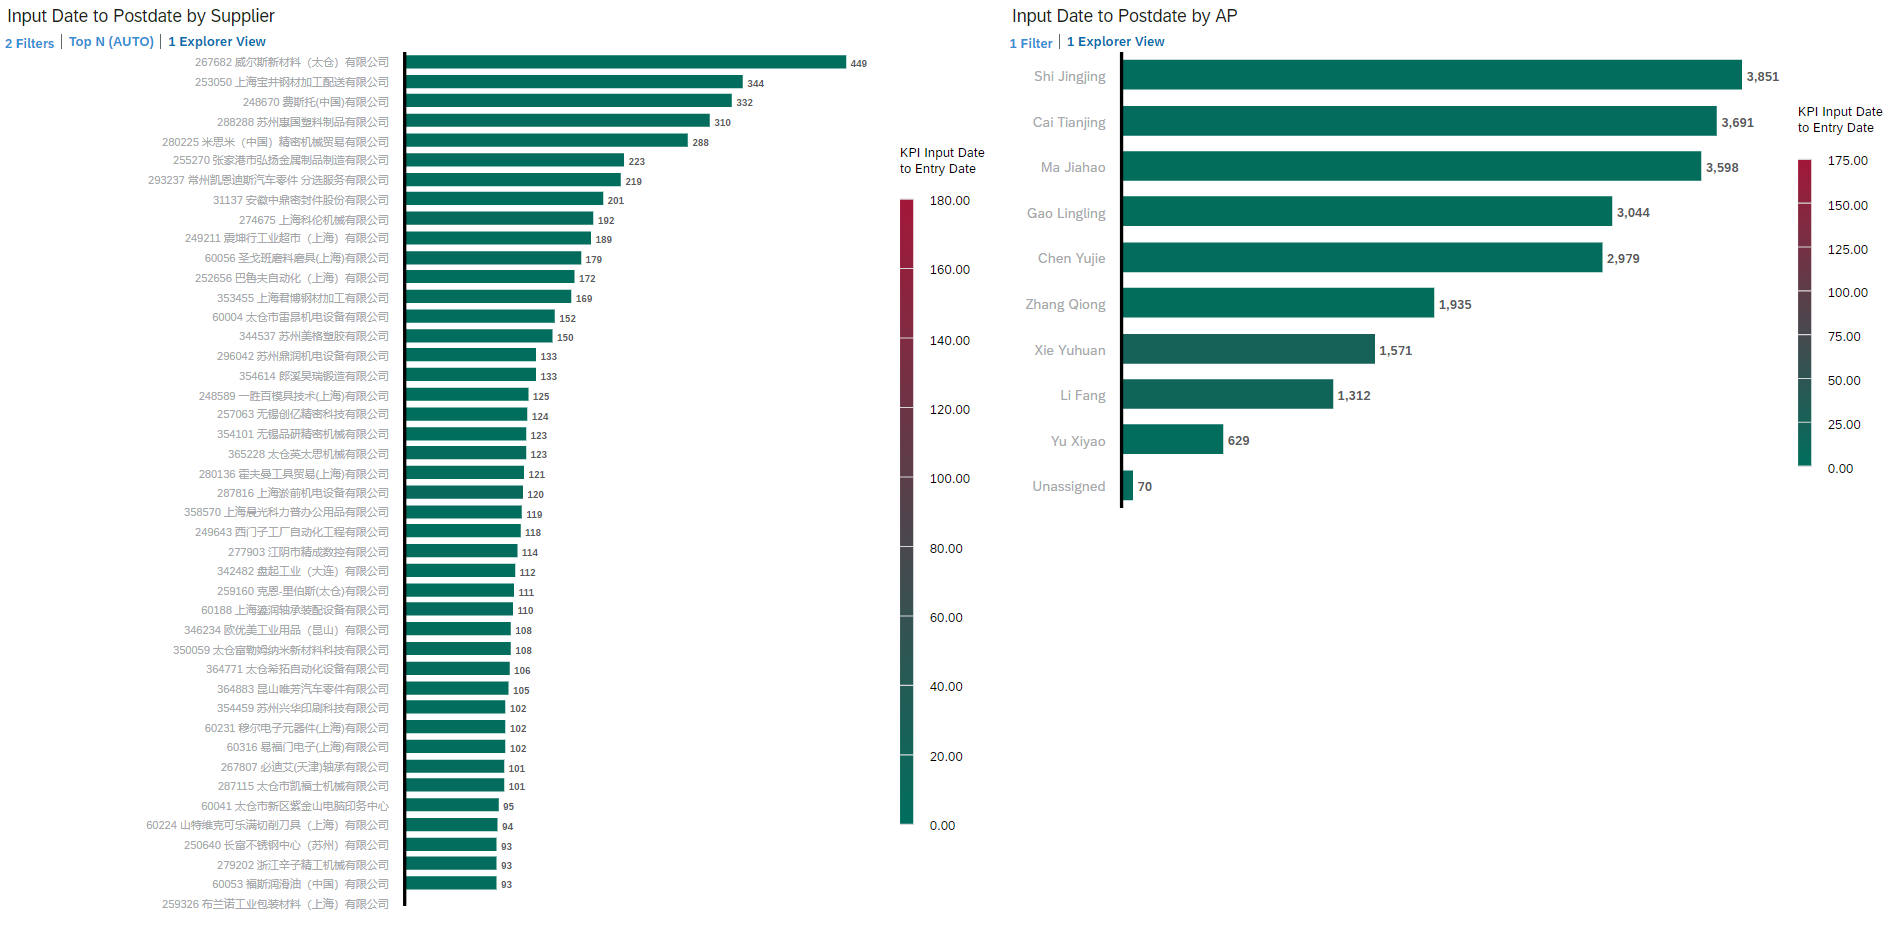 Input Date to Postdate by Supplier
2 Filters | Top N (AUTO) | 1 Explorer View
267682 威尔斯新材料（太仓）有限公司 449
253050 上海宝井钢材加工配送有限公司 344
248670 费斯托(中国)有限公司 332
288288 苏州惠国塑料制品有限公司 310
280225 米思米（中国）精密机械贸易有限公司 288
255270 张家港市弘扬金属制品制造有限公司 223
293237 常州凯恩迪斯汽车零件 分选服务有限公司 219
31137 安徽中鼎密封件股份有限公司 201
274675 上海科伦机械有限公司 192
249211 震坤行工业超市（上海）有限公司 189
60056 圣戈班磨料磨具(上海)有限公司 179
252656 巴鲁夫自动化（上海）有限公司 172
353455 上海君博钢材加工有限公司 169
60004 太仓市雷昂机电设备有限公司 152
344537 苏州美格塑胶有限公司 150
296042 苏州鼎润机电设备有限公司 133
354614 郎溪昊瑞锻造有限公司 133
248589 一胜百模具技术(上海)有限公司 125
257063 无锡创亿精密科技有限公司 124
354101 无锡品研精密机械有限公司 123
365228 太仓英太思机械有限公司 123
280136 霍夫曼工具贸易(上海)有限公司 121
287816 上海淤前机电设备有限公司 120
358570 上海晨光科力普办公用品有限公司 119
249643 西门子工厂自动化工程有限公司 118
277903 江阴市精成数控有限公司 114
342482 盘起工业（大连）有限公司 112
259160 克恩-里伯斯(太仓)有限公司 111
60188 上海鎏润轴承装配设备有限公司 110
346234 欧优美工业用品（昆山）有限公司 108
350059 太仓富勒姆纳米新材料科技有限公司 108
364771 太仓希拓自动化设备有限公司 106
364883 昆山唯芳汽车零件有限公司 105
354459 苏州兴华印刷科技有限公司 102
60231 穆尔电子元器件(上海)有限公司 102
60316 易福门电子(上海)有限公司 102
267807 必迪艾(天津)轴承有限公司 101
287115 太仓市凯福士机械有限公司 101
60041 太仓市新区紫金山电脑印务中心 95
60224 山特维克可乐满切削刀具（上海）有限公司 94
250640 长富不锈钢中心（苏州）有限公司 93
279202 浙江辛子精工机械有限公司 93
60053 福斯润滑油（中国）有限公司 93
259326 布兰诺工业包装材料（上海）有限公司
KPI Input Date
to Entry Date
180.00
160.00
140.00
120.00
100.00
80.00
60.00
40.00
20.00
0.00
Input Date to Postdate by AP
1 Filter | 1 Explorer View
Shi Jingjing 3,851
Cai Tianjing 3,691
Ma Jiahao 3,598
Gao Lingling 3,044
Chen Yujie 2,979
Zhang Qiong 1,935
Xie Yuhuan 1,571
Li Fang 1,312
Yu Xiyao 629
Unassigned 70
KPI Input Date
to Entry Date
175.00
150.00
125.00
100.00
75.00
50.00
25.00
0.00